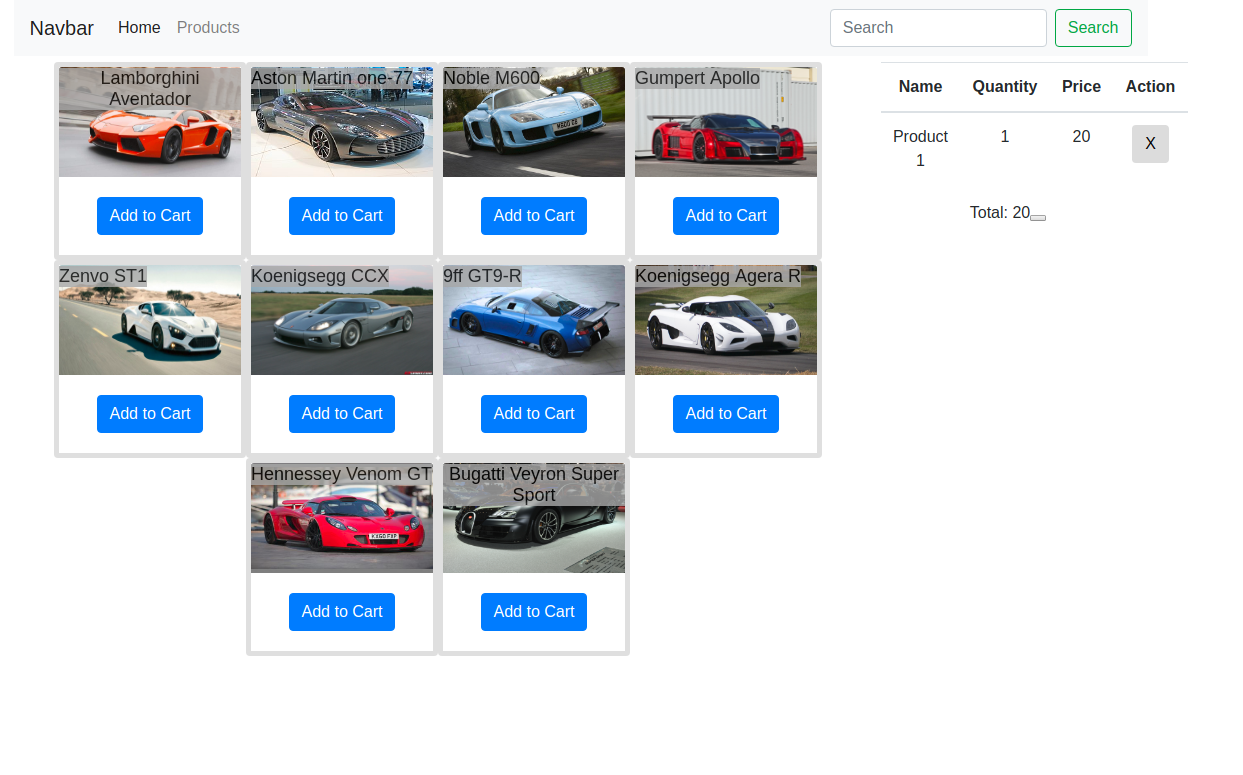 Navbar Home Products Search Search
Lamborghini
Aventador
Aston Martin one-77
Noble M600
Gumpert Apollo
Add to Cart Add to Cart Add to Cart Add to Cart
Zenvo ST1
Koenigsegg CCX
9ff GT9-R
Koenigsegg Agera R
Add to Cart Add to Cart Add to Cart Add to Cart
Hennessey Venom GT
Bugatti Veyron Super
Sport
Add to Cart Add to Cart
Name Quantity Price Action
Product 1 20 X
1
Total: 20